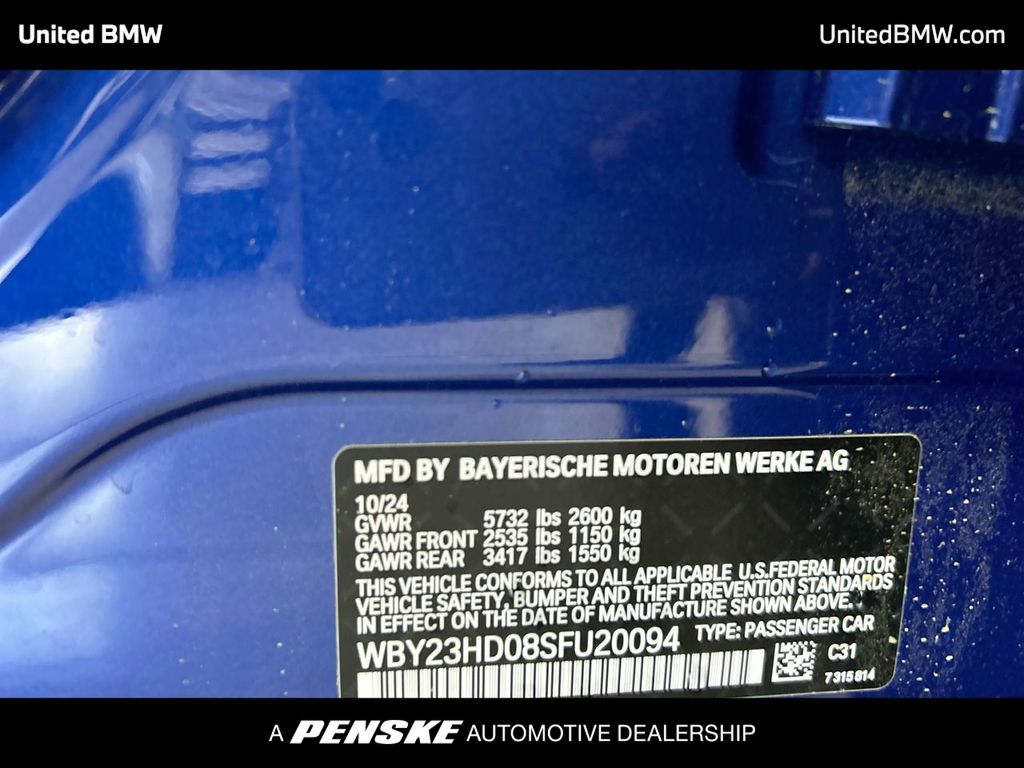 United BMW
UnitedBMW.com
MFD BY BAYERISCHE MOTOREN WERKE AG
10/24
GVWR 5732 lbs 2600 kg
GAWR FRONT 2535 lbs 1150 kg
GAWR REAR 3417 lbs 1550 kg
THIS VEHICLE CONFORMS TO ALL APPLICABLE U.S.FEDERAL MOTOR
VEHICLE SAFETY, BUMPER AND THEFT PREVENTION STANDARDS
IN EFFECT ON THE DATE OF MANUFACTURE SHOWN ABOVE.
WBY23HD08SFU20094 TYPE: PASSENGER CAR
C31
7315814
A PENSKE AUTOMOTIVE DEALERSHIP